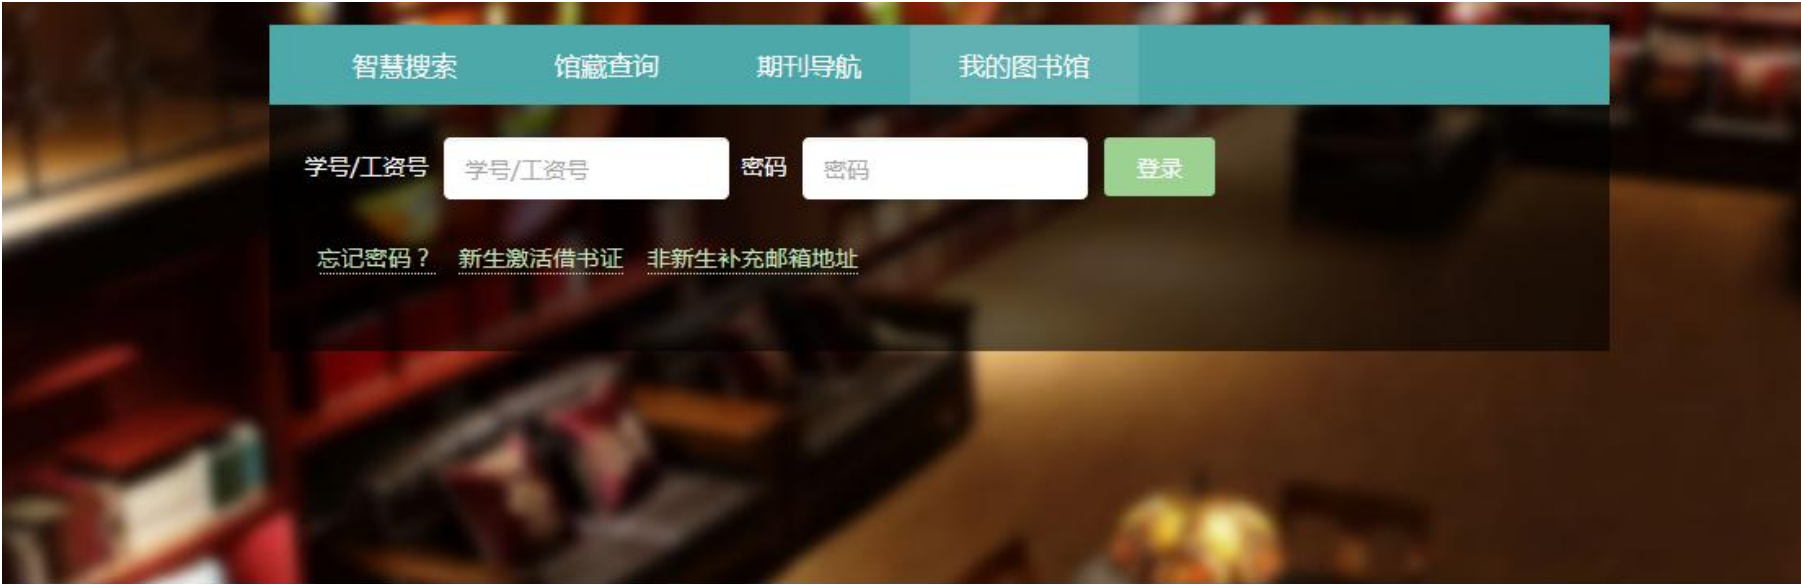 智慧搜索 馆藏查询 期刊导航 我的图书馆
学号/工资号 学号/工资号 密码 密码 登录
忘记密码？ 新生激活借书证 非新生补充邮箱地址